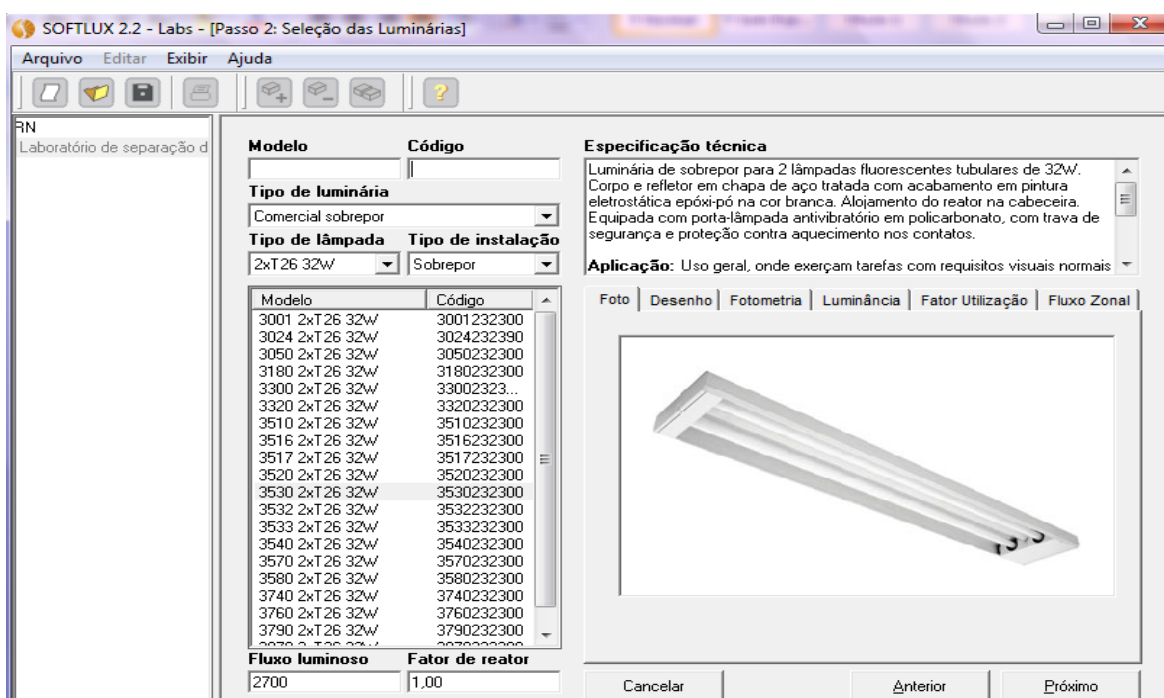 SOFTLUX 2.2 - Labs - [Passo 2: Seleção das Luminárias]
Arquivo Editar Exibir Ajuda
RN
Laboratório de separação d
Modelo Código
Tipo de luminária
Comercial sobrepor
Tipo de lâmpada Tipo de instalação
2xT26 32W Sobrepor
Modelo Código
3001 2xT26 32W 3001232300
3024 2xT26 32W 3024232390
3050 2xT26 32W 3050232300
3180 2xT26 32W 3180232300
3300 2xT26 32W 33002323...
3320 2xT26 32W 3320232300
3510 2xT26 32W 3510232300
3516 2xT26 32W 3516232300
3517 2xT26 32W 3517232300
3520 2xT26 32W 3520232300
3530 2xT26 32W 3530232300
3532 2xT26 32W 3532232300
3533 2xT26 32W 3533232300
3540 2xT26 32W 3540232300
3570 2xT26 32W 3570232300
3580 2xT26 32W 3580232300
3740 2xT26 32W 3740232300
3760 2xT26 32W 3760232300
3790 2xT26 32W 3790232300
Fluxo luminoso Fator de reator
2700 1,00
Especificação técnica
Luminária de sobrepor para 2 lâmpadas fluorescentes tubulares de 32W.
Corpo e refletor em chapa de aço tratada com acabamento em pintura
eletrostática epóxi-pó na cor branca. Alojamento do reator na cabeceira.
Equipada com porta-lâmpada antivibratório em policarbonato, com trava de
segurança e proteção contra aquecimento nos contatos.
Aplicação: Uso geral, onde exerçam tarefas com requisitos visuais normais
Foto Desenho Fotometria Luminância Fator Utilização Fluxo Zonal
Cancelar Anterior Próximo